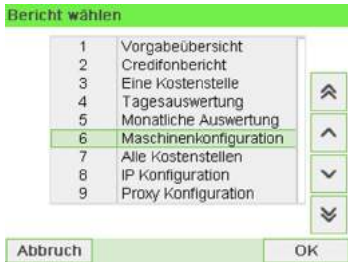 Bericht wählen
1 Vorgabeübersicht
2 Credifonbericht
3 Eine Kostenstelle
4 Tagesauswertung
5 Monatliche Auswertung
6 Maschinenkonfiguration
7 Alle Kostenstellen
8 IP Konfiguration
9 Proxy Konfiguration
Abbruch OK